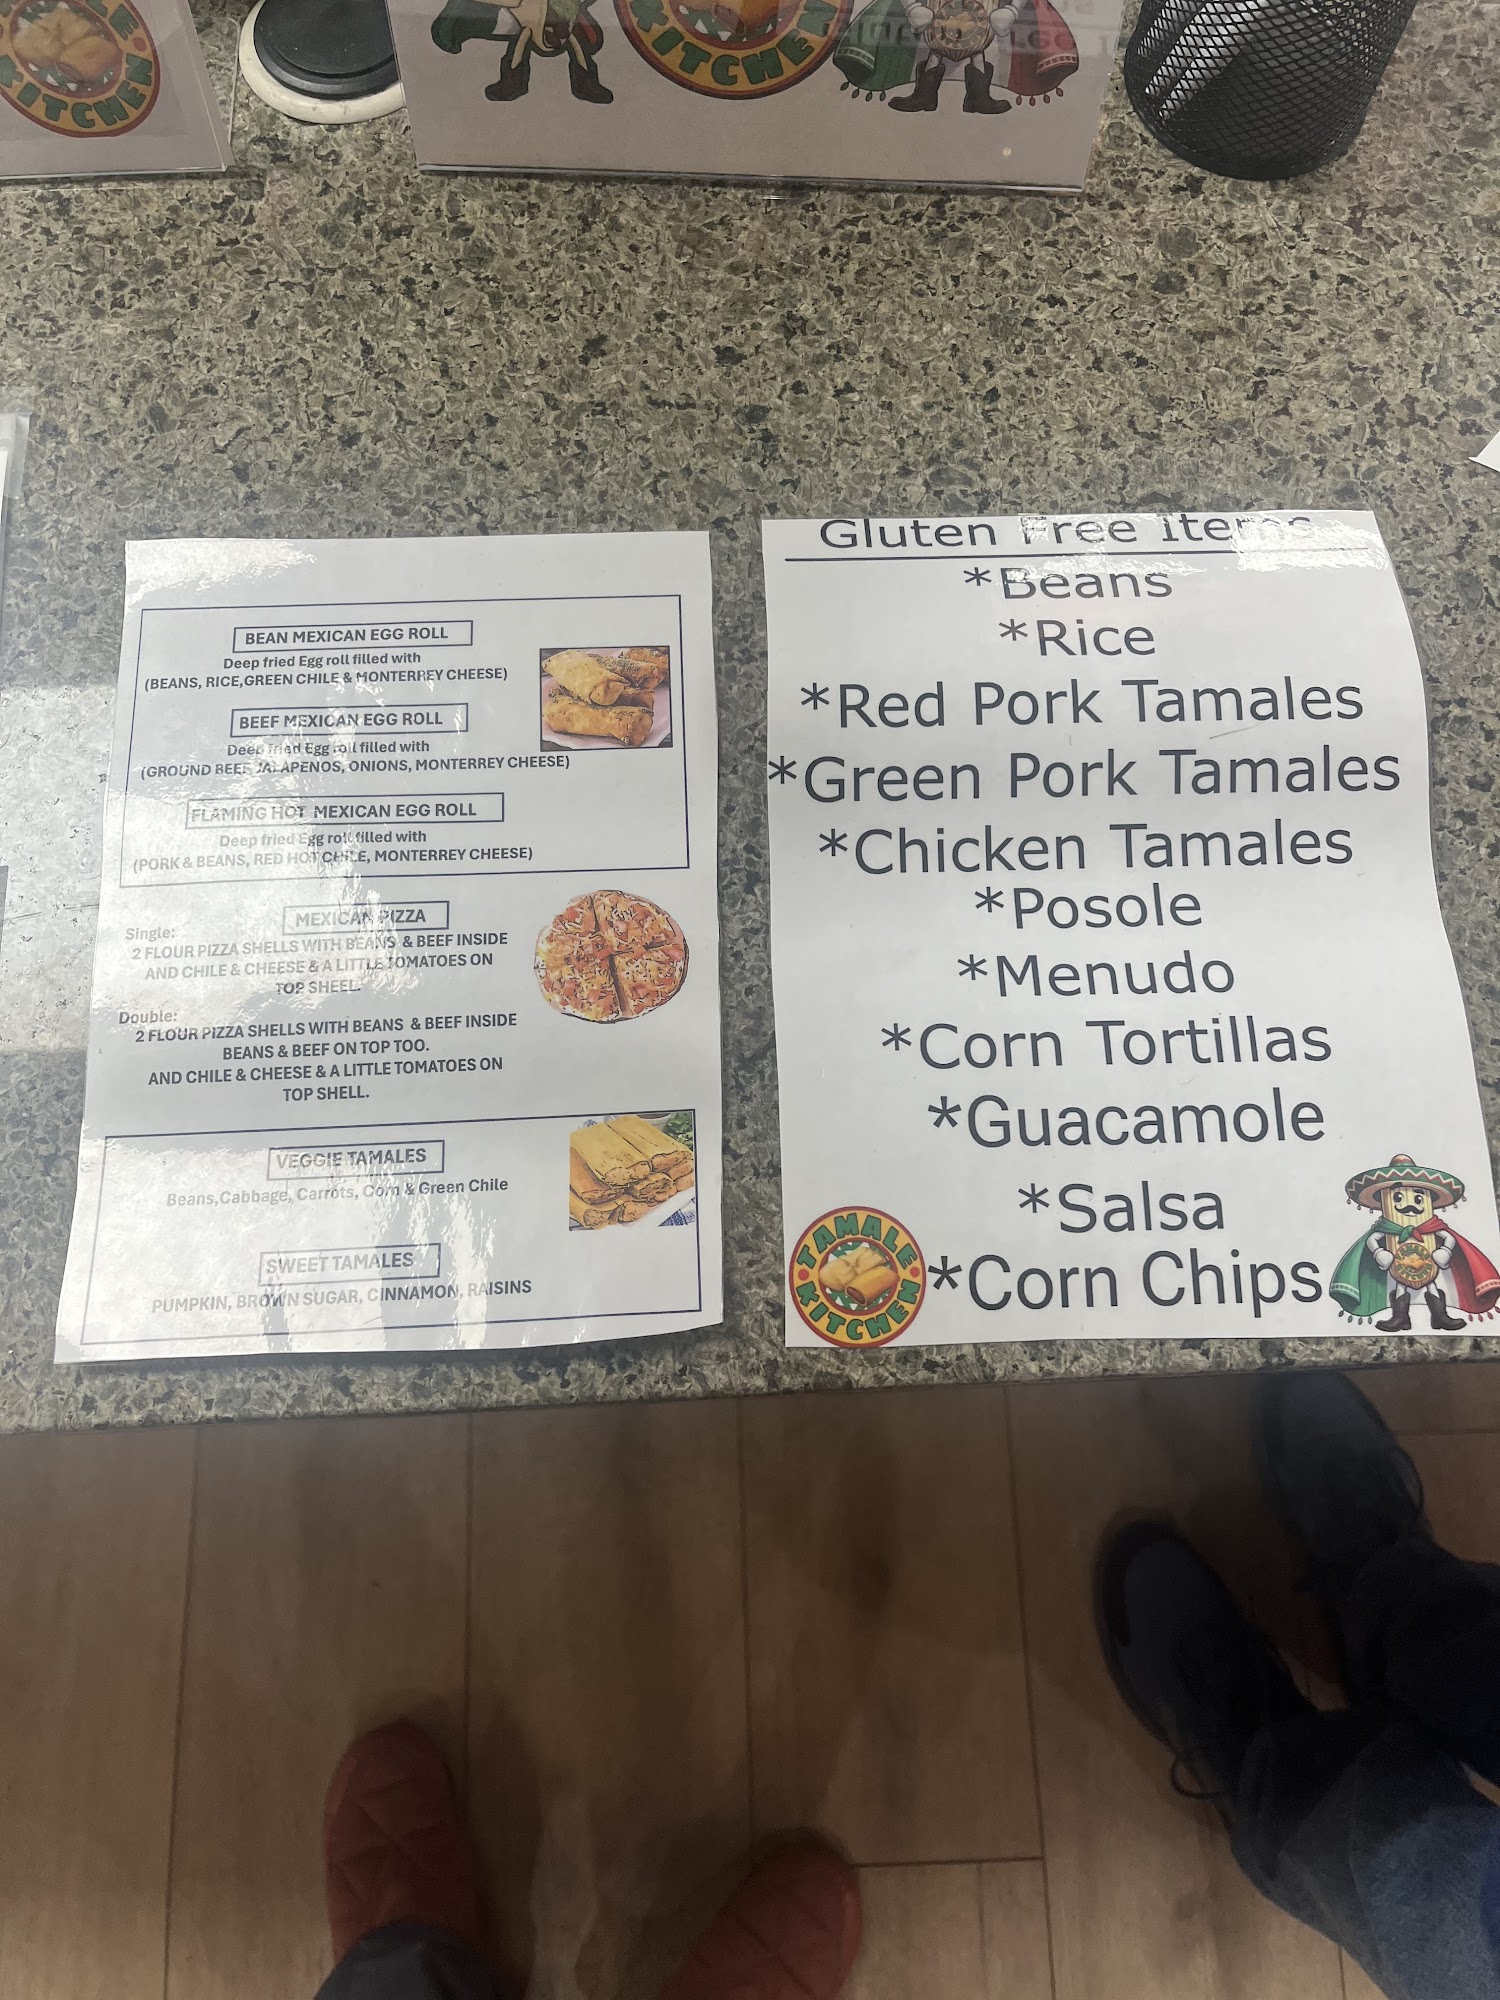 KITCHEN
KITCHEN
BEAN MEXICAN EGG ROLL
Deep fried Egg roll filled with
(BEANS, RICE,GREEN CHILE & MONTERREY CHEESE)
BEEF MEXICAN EGG ROLL
Deep fried Egg roll filled with
(GROUND BEEF, JALAPENOS, ONIONS, MONTERREY CHEESE)
FLAMING HOT MEXICAN EGG ROLL
Deep fried Egg roll filled with
(PORK & BEANS, RED HOT CHILE, MONTERREY CHEESE)
MEXICAN PIZZA
Single:
2 FLOUR PIZZA SHELLS WITH BEANS & BEEF INSIDE
AND CHILE & CHEESE & A LITTLE TOMATOES ON
TOP SHEEL.
Double:
2 FLOUR PIZZA SHELLS WITH BEANS & BEEF INSIDE
BEANS & BEEF ON TOP TOO.
AND CHILE & CHEESE & A LITTLE TOMATOES ON
TOP SHELL.
VEGGIE TAMALES
Beans,Cabbage, Carrots, Corn & Green Chile
SWEET TAMALES
PUMPKIN, BROWN SUGAR, CINNAMON, RAISINS
Gluten Free Items
*Beans
*Rice
*Red Pork Tamales
*Green Pork Tamales
*Chicken Tamales
*Posole
*Menudo
*Corn Tortillas
*Guacamole
*Salsa
*Corn Chips
TAMALE
KITCHEN